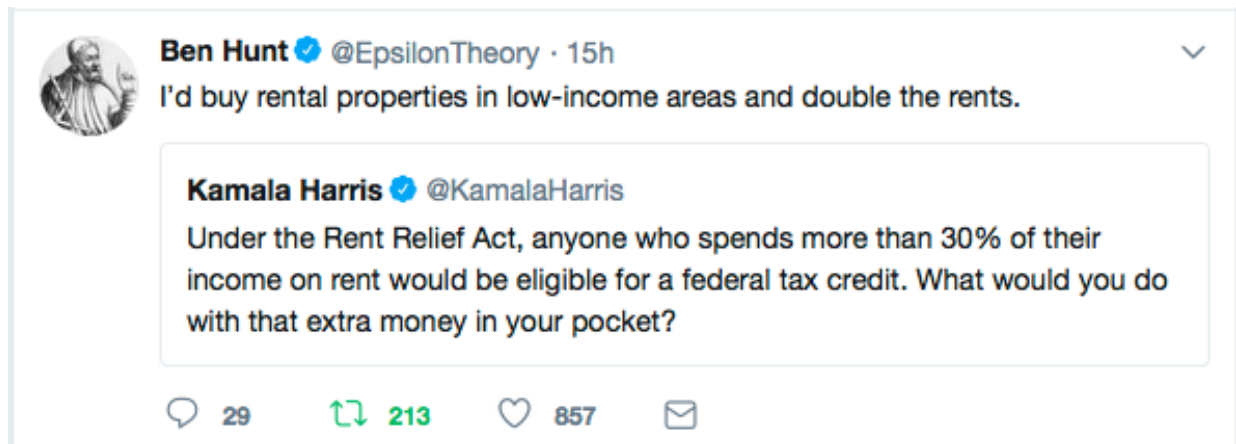 Ben Hunt @EpsilonTheory · 15h
I'd buy rental properties in low-income areas and double the rents.
Kamala Harris @KamalaHarris
Under the Rent Relief Act, anyone who spends more than 30% of their
income on rent would be eligible for a federal tax credit. What would you do
with that extra money in your pocket?
29 213 857